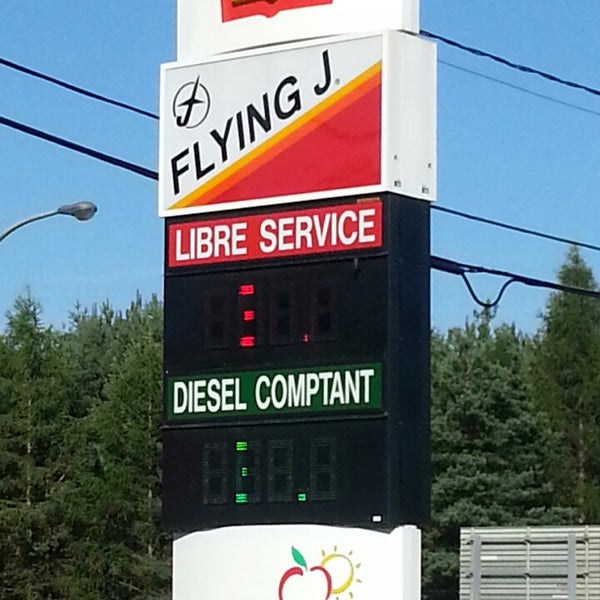 FLYING J
LIBRE SERVICE
DIESEL COMPTANT